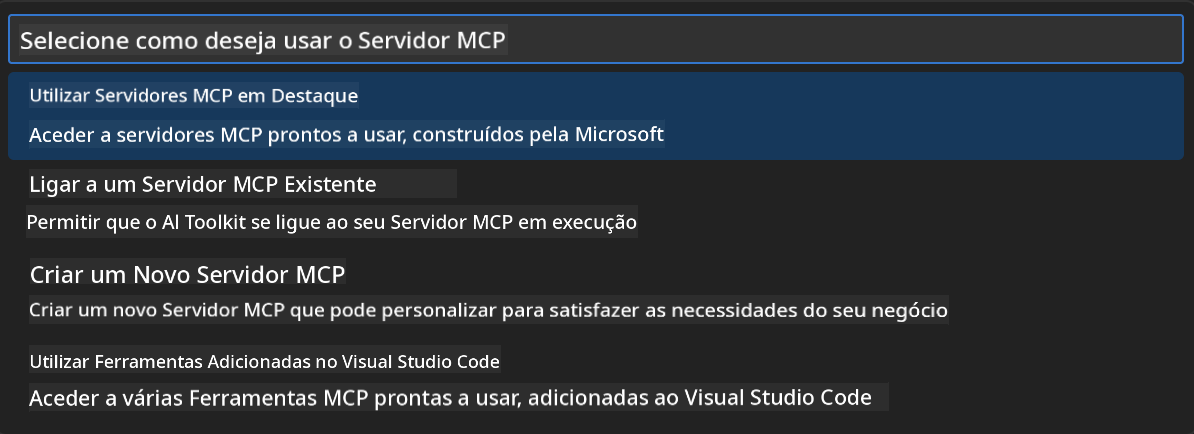 Selecione como deseja usar o Servidor MCP
Utilizar Servidores MCP em Destaque
Aceder a servidores MCP prontos a usar, construídos pela Microsoft
Ligar a um Servidor MCP Existente
Permitir que o AI Toolkit se ligue ao seu Servidor MCP em execução
Criar um Novo Servidor MCP
Criar um novo Servidor MCP que pode personalizar para satisfazer as necessidades do seu negócio
Utilizar Ferramentas Adicionadas no Visual Studio Code
Aceder a várias Ferramentas MCP prontas a usar, adicionadas ao Visual Studio Code